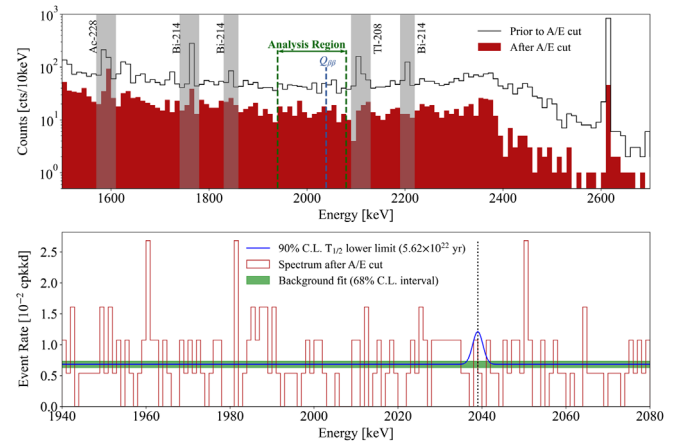 Counts [cts/10keV]
10³
10²
10¹
10⁰
Ac-228
Bi-214
Bi-214
Analysis Region
Qββ
Tl-208
Bi-214
Prior to A/E cut
After A/E cut
1600 1800 2000 2200 2400 2600
Energy [keV]
Event Rate [10⁻² cpkkd]
2.5
2.0
1.5
1.0
0.5
0.0
90% C.L. T1/2 lower limit (5.62×10²² yr)
Spectrum after A/E cut
Background fit (68% C.L. interval)
1940 1960 1980 2000 2020 2040 2060 2080
Energy [keV]